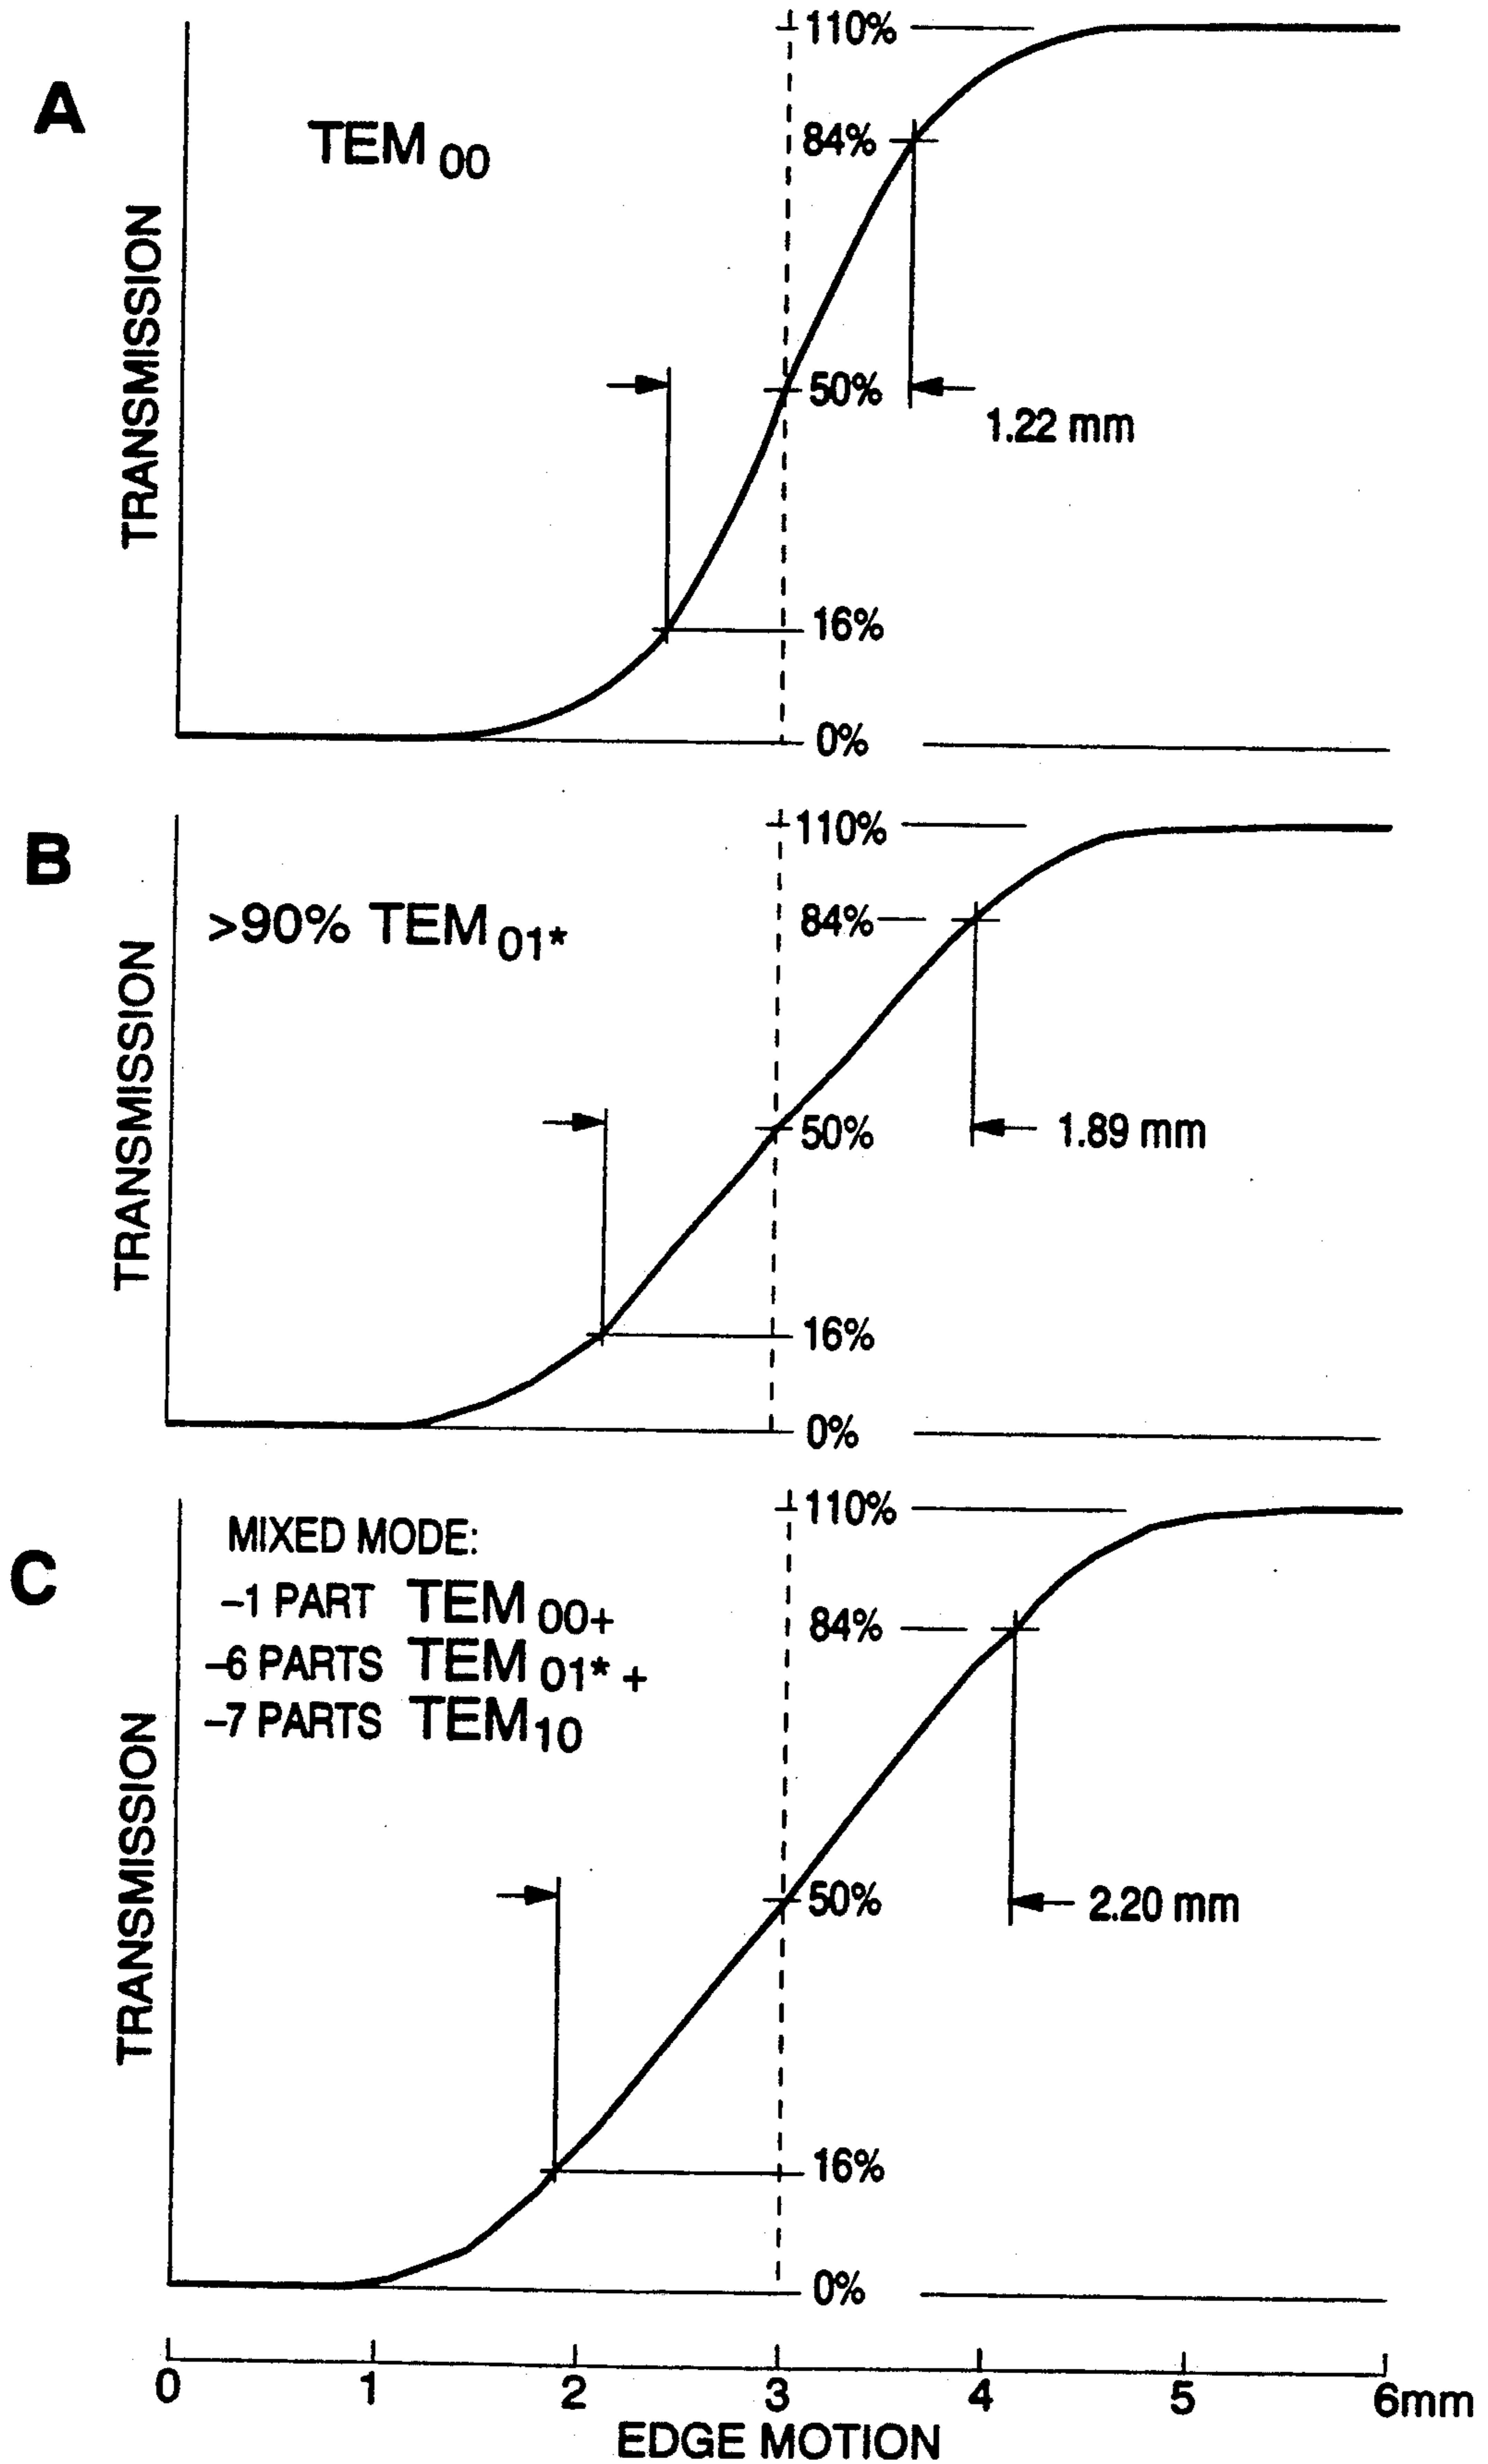 A
TEM 00
TRANSMISSION
110%
84%
50%
1.22 mm
16%
0%
B
>90% TEM 01*
TRANSMISSION
110%
84%
50%
1.89 mm
16%
0%
C
MIXED MODE:
–1 PART TEM 00+
–6 PARTS TEM 01* +
–7 PARTS TEM 10
TRANSMISSION
110%
84%
50%
2.20 mm
16%
0%
0 1 2 3 4 5 6mm
EDGE MOTION